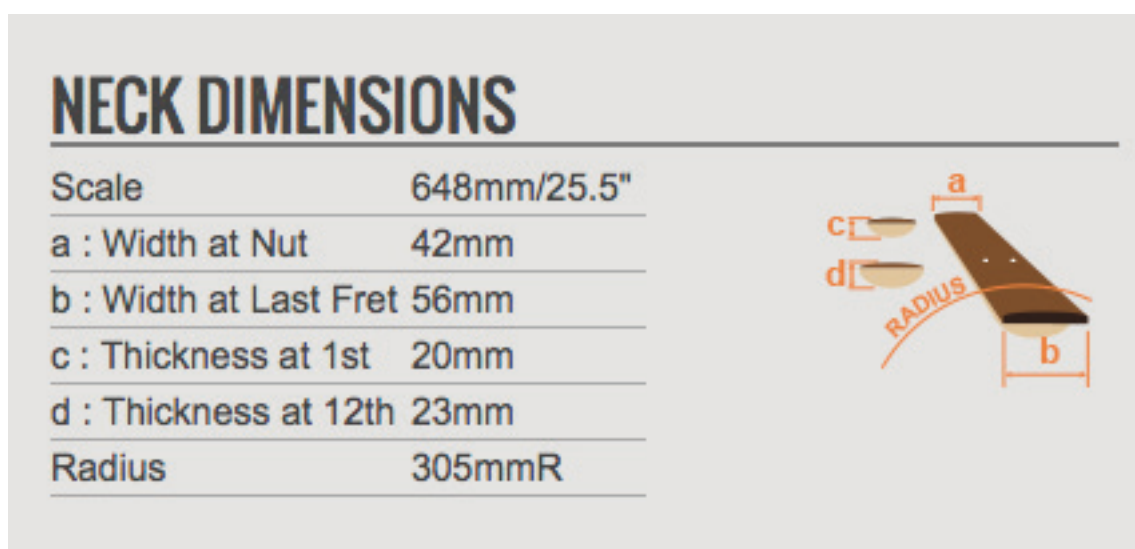 NECK DIMENSIONS
Scale 648mm/25.5"
a : Width at Nut 42mm
b : Width at Last Fret 56mm
c : Thickness at 1st 20mm
d : Thickness at 12th 23mm
Radius 305mmR
a
c
d
RADIUS
b